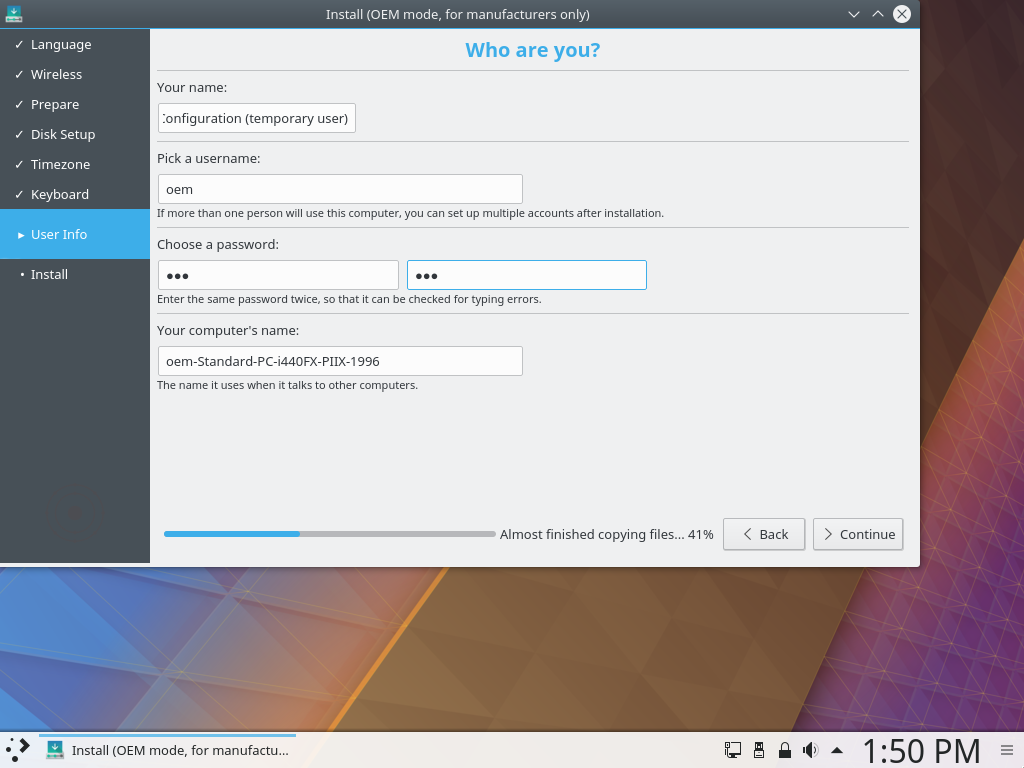 Install (OEM mode, for manufacturers only)
✓ Language
✓ Wireless
✓ Prepare
✓ Disk Setup
✓ Timezone
✓ Keyboard
▸ User Info
• Install
Who are you?
Your name:
onfiguration (temporary user)
Pick a username:
oem
If more than one person will use this computer, you can set up multiple accounts after installation.
Choose a password:
●●● ●●●
Enter the same password twice, so that it can be checked for typing errors.
Your computer's name:
oem-Standard-PC-i440FX-PIIX-1996
The name it uses when it talks to other computers.
Almost finished copying files... 41% Back Continue
Install (OEM mode, for manufactu... 1:50 PM